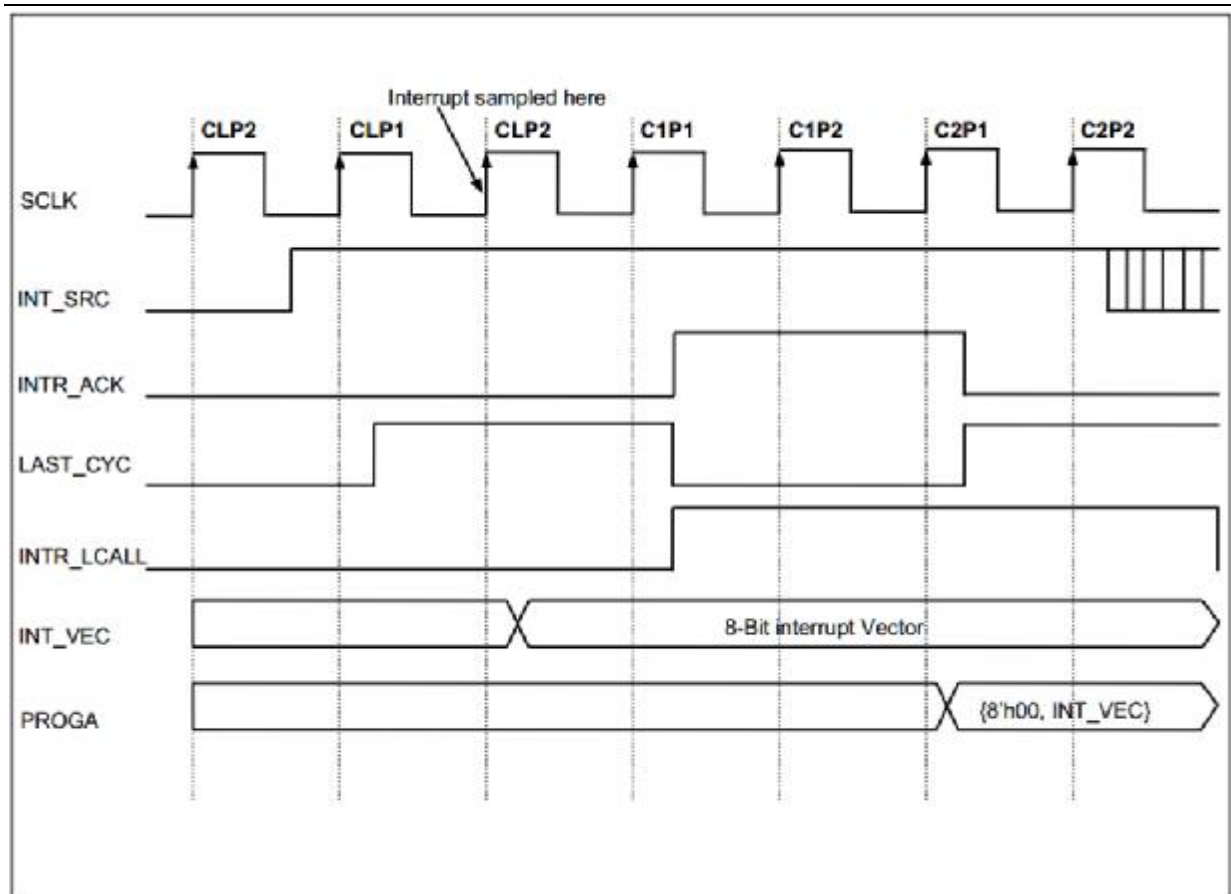 Interrupt sampled here
CLP2 CLP1 CLP2 C1P1 C1P2 C2P1 C2P2
SCLK
INT_SRC
INTR_ACK
LAST_CYC
INTR_LCALL
INT_VEC 8-Bit interrupt Vector
PROGA {8'h00, INT_VEC}